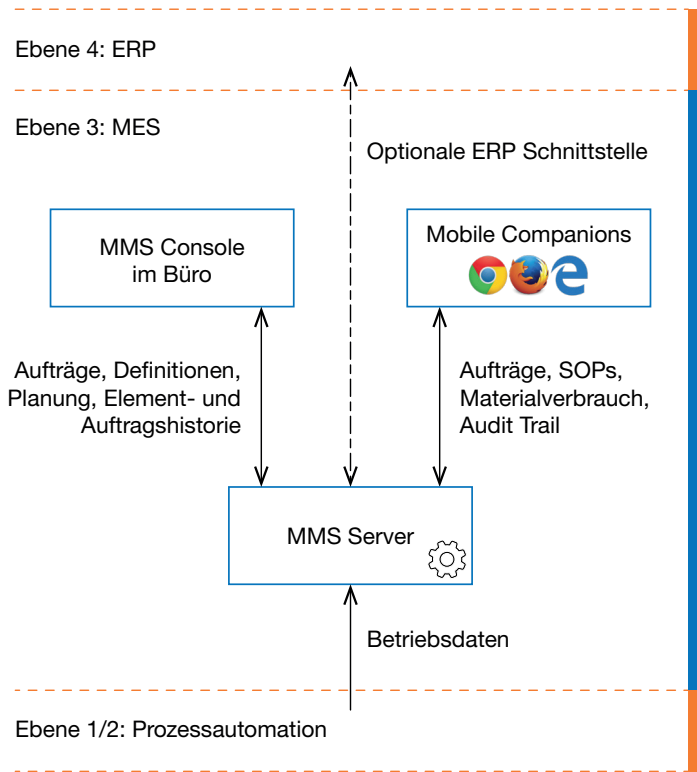 Ebene 4: ERP
Ebene 3: MES
Optionale ERP Schnittstelle
MMS Console
im Büro
Mobile Companions
Aufträge, Definitionen,
Planung, Element- und
Auftragshistorie
Aufträge, SOPs,
Materialverbrauch,
Audit Trail
MMS Server
Betriebsdaten
Ebene 1/2: Prozessautomation